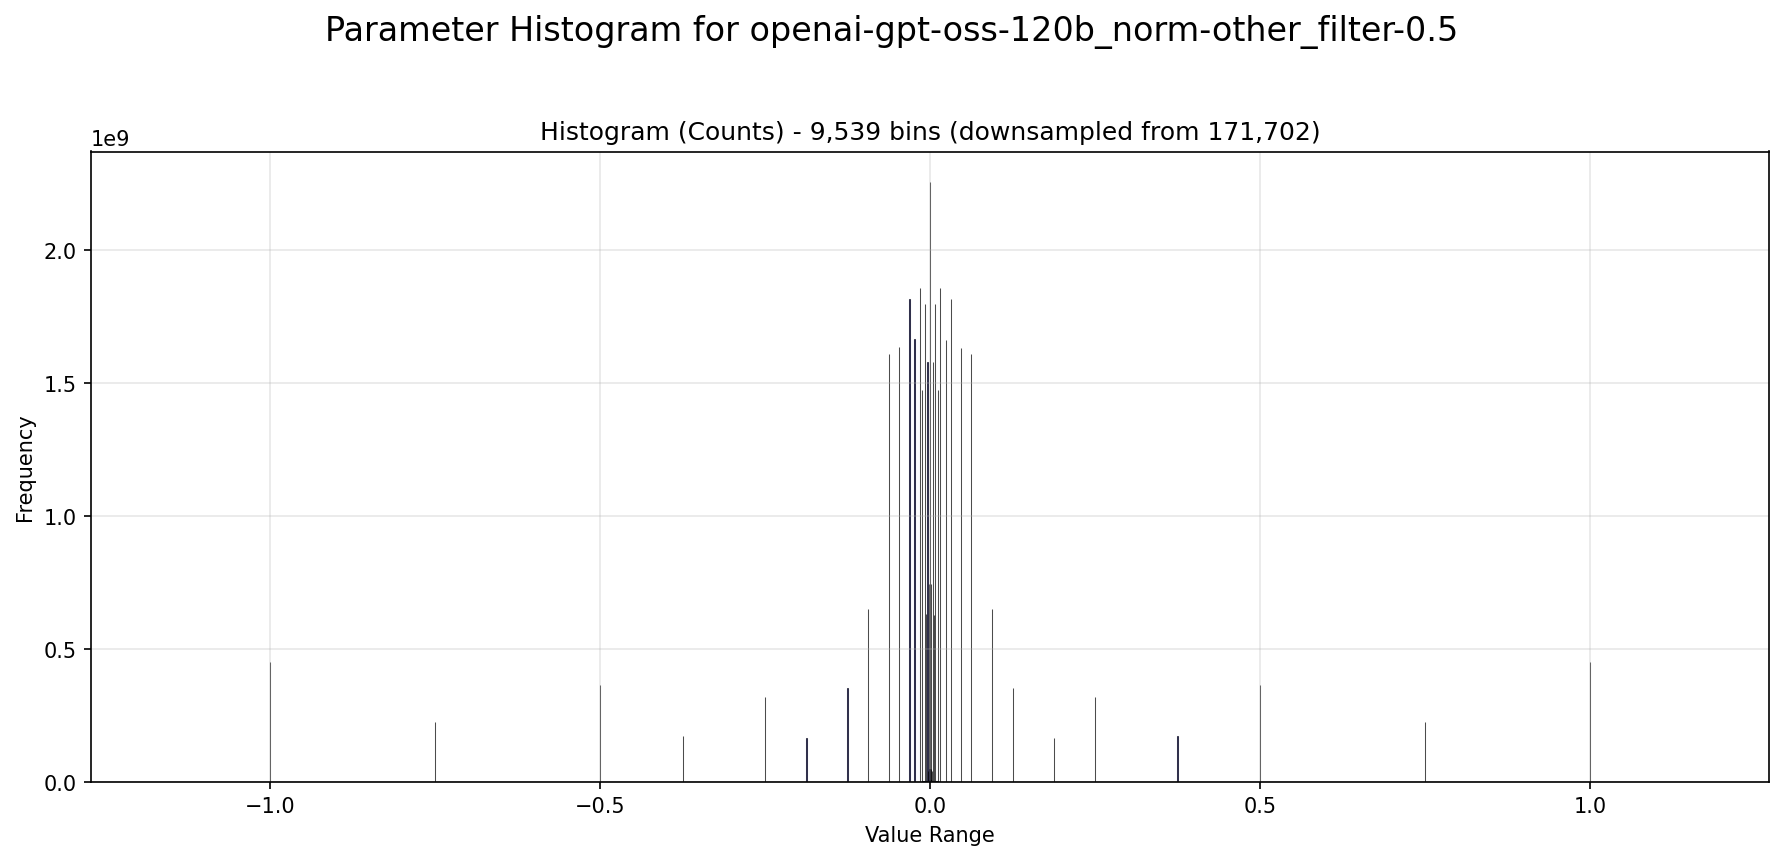 Parameter Histogram for openai-gpt-oss-120b_norm-other_filter-0.5
Histogram (Counts) - 9,539 bins (downsampled from 171,702)
1e9
2.0
1.5
1.0
0.5
0.0
Frequency
−1.0 −0.5 0.0 0.5 1.0
Value Range